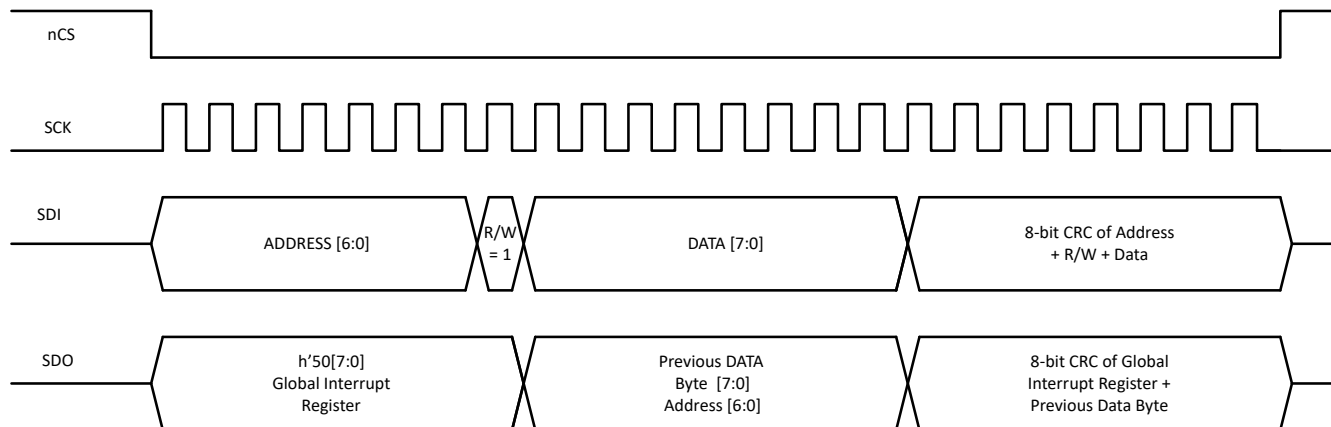 nCS
SCK
SDI
ADDRESS [6:0]
R/W
= 1
DATA [7:0]
8-bit CRC of Address
+ R/W + Data
SDO
h'50[7:0]
Global Interrupt
Register
Previous DATA
Byte [7:0]
Address [6:0]
8-bit CRC of Global
Interrupt Register +
Previous Data Byte